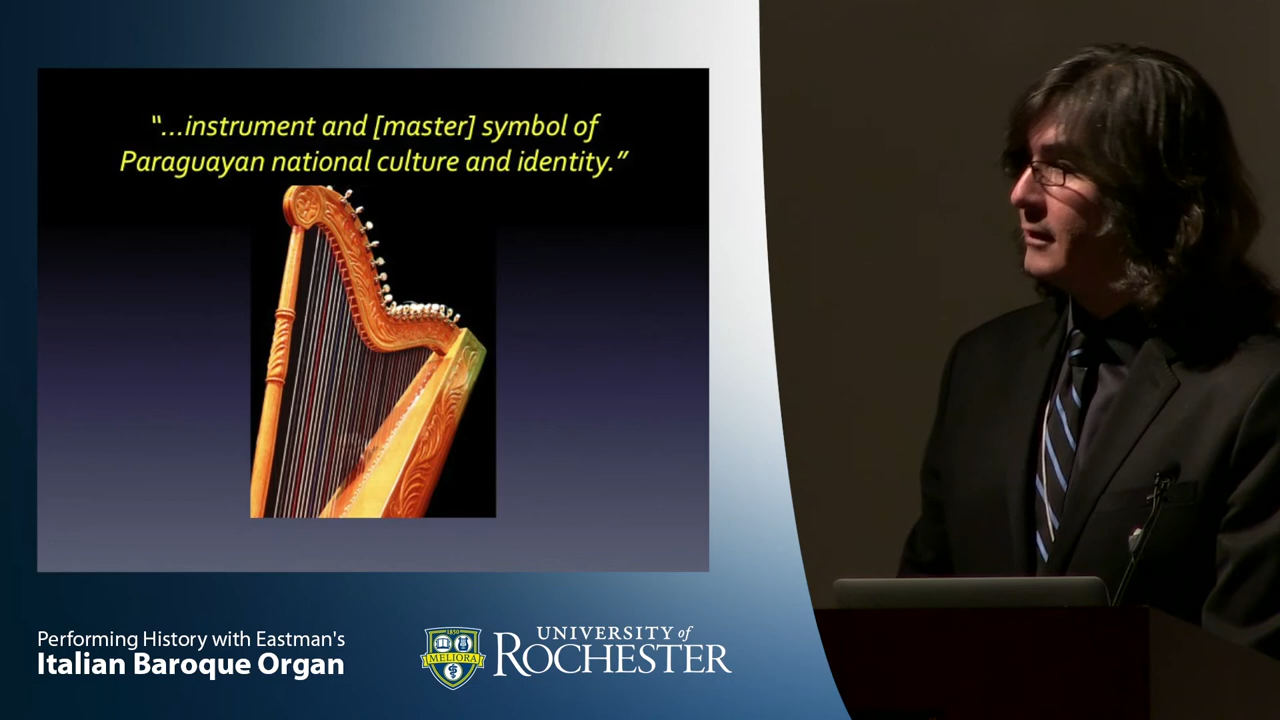 “...instrument and [master] symbol of
Paraguayan national culture and identity.”
Performing History with Eastman's
Italian Baroque Organ
1850
MELIORA
UNIVERSITY of
ROCHESTER